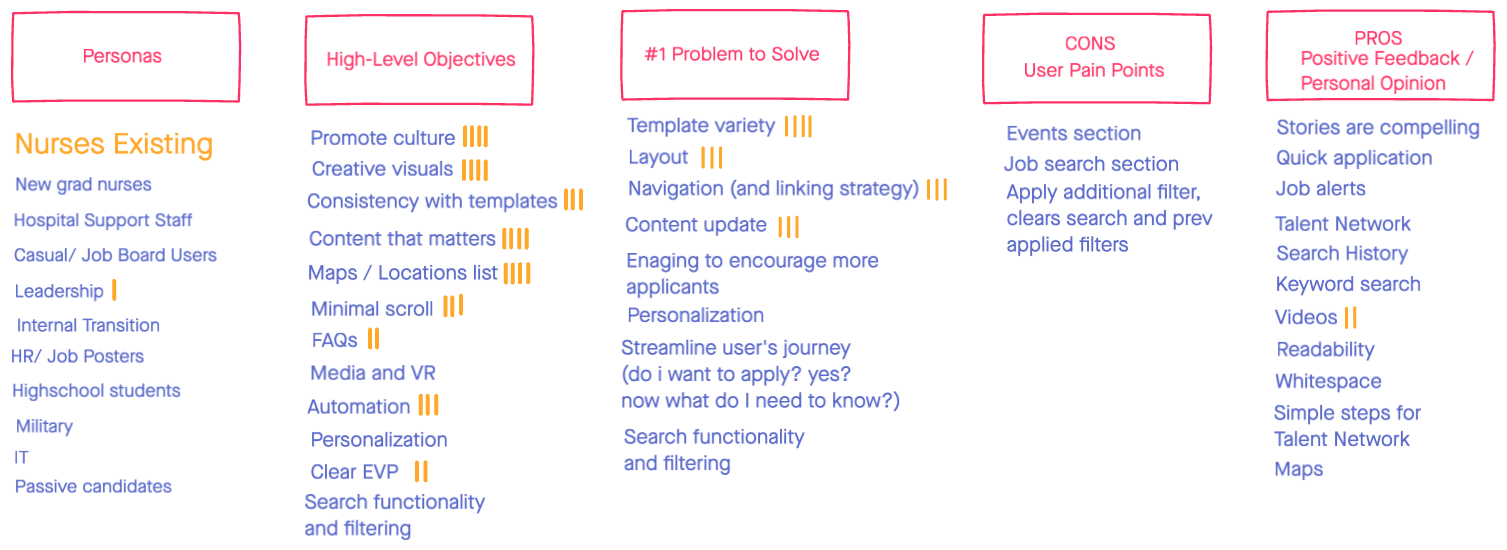 Personas
Nurses Existing
New grad nurses
Hospital Support Staff
Casual/ Job Board Users
Leadership
Internal Transition
HR/ Job Posters
Highschool students
Military
IT
Passive candidates
High-Level Objectives
Promote culture
Creative visuals
Consistency with templates
Content that matters
Maps / Locations list
Minimal scroll
FAQs
Media and VR
Automation
Personalization
Clear EVP
Search functionality
and filtering
#1 Problem to Solve
Template variety
Layout
Navigation (and linking strategy)
Content update
Enaging to encourage more
applicants
Personalization
Streamline user's journey
(do i want to apply? yes?
now what do I need to know?)
Search functionality
and filtering
CONS
User Pain Points
Events section
Job search section
Apply additional filter,
clears search and prev
applied filters
PROS
Positive Feedback /
Personal Opinion
Stories are compelling
Quick application
Job alerts
Talent Network
Search History
Keyword search
Videos
Readability
Whitespace
Simple steps for
Talent Network
Maps